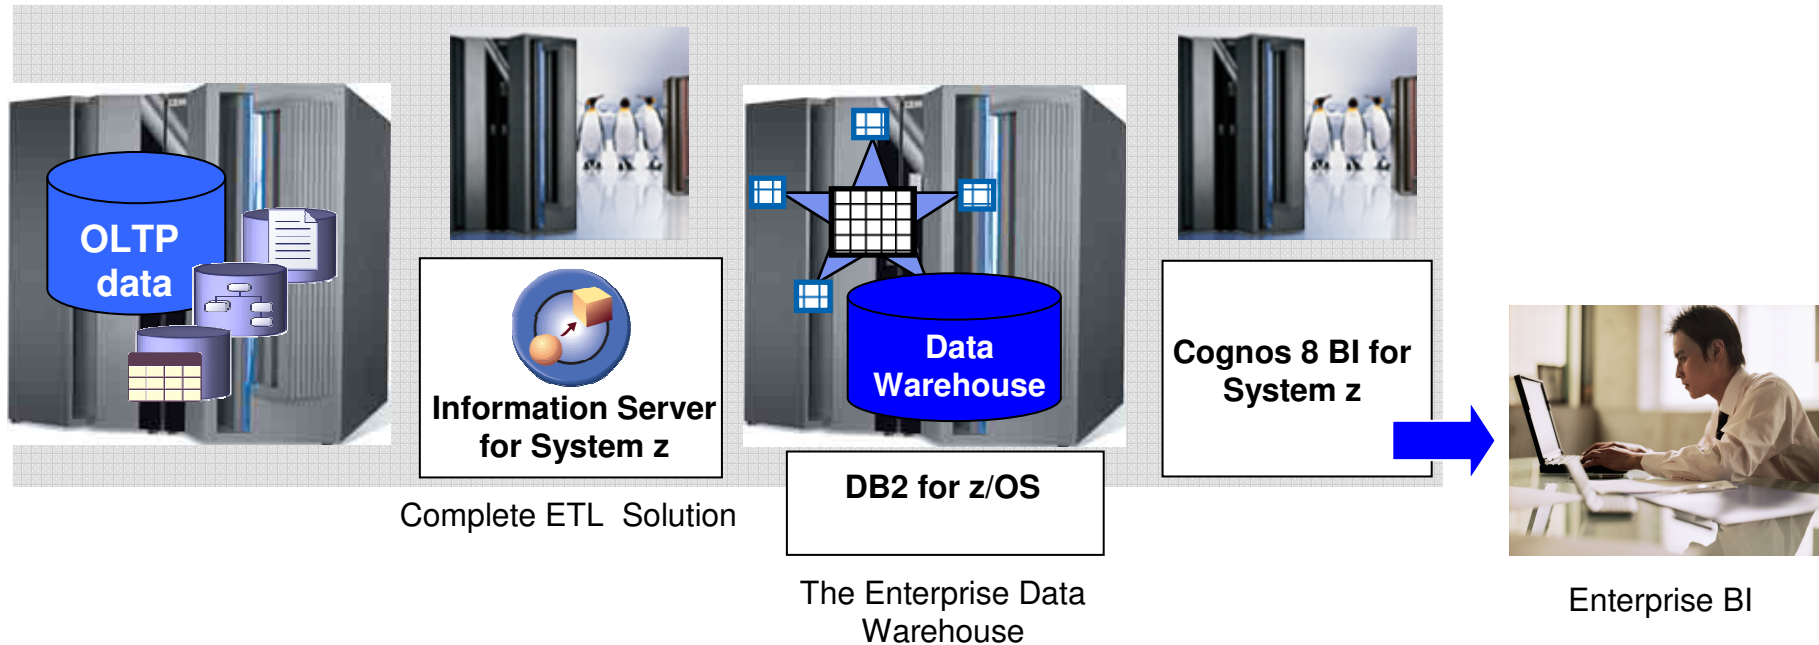 OLTP
data
Information Server
for System z
Complete ETL  Solution
Data
Warehouse
DB2 for z/OS
The Enterprise Data
Warehouse
Cognos 8 BI for
System z
Enterprise BI